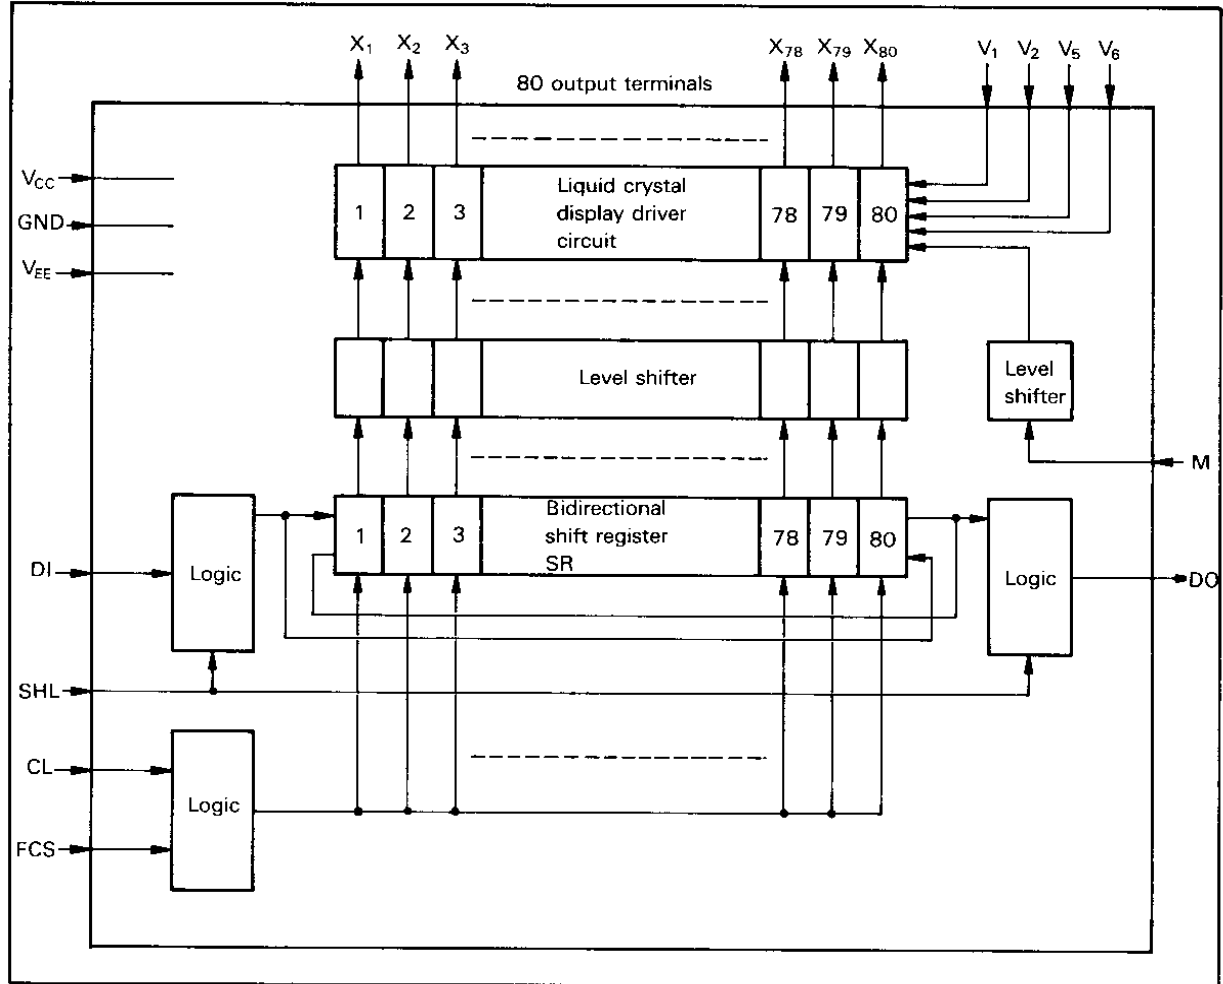 X1 X2 X3 X78 X79 X80 V1 V2 V5 V6
80 output terminals
VCC
GND
VEE
1 2 3 Liquid crystal display driver circuit 78 79 80
Level shifter
Level shifter
M
1 2 3 Bidirectional shift register SR 78 79 80
DI
Logic
Logic
DO
SHL
CL
Logic
FCS